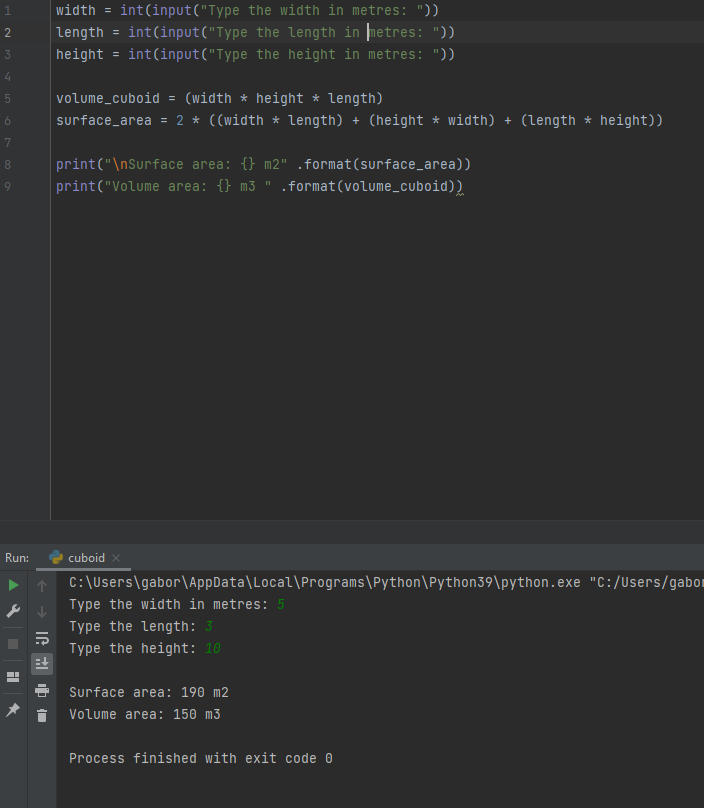 1 width = int(input("Type the width in metres: "))
2 length = int(input("Type the length in metres: "))
3 height = int(input("Type the height in metres: "))
4
5 volume_cuboid = (width * height * length)
6 surface_area = 2 * ((width * length) + (height * width) + (length * height))
7
8 print("\nSurface area: {} m2" .format(surface_area))
9 print("Volume area: {} m3 " .format(volume_cuboid))
Run: cuboid ×
C:\Users\gabor\AppData\Local\Programs\Python\Python39\python.exe "C:/Users/gabor
Type the width in metres: 5
Type the length: 3
Type the height: 10
Surface area: 190 m2
Volume area: 150 m3
Process finished with exit code 0